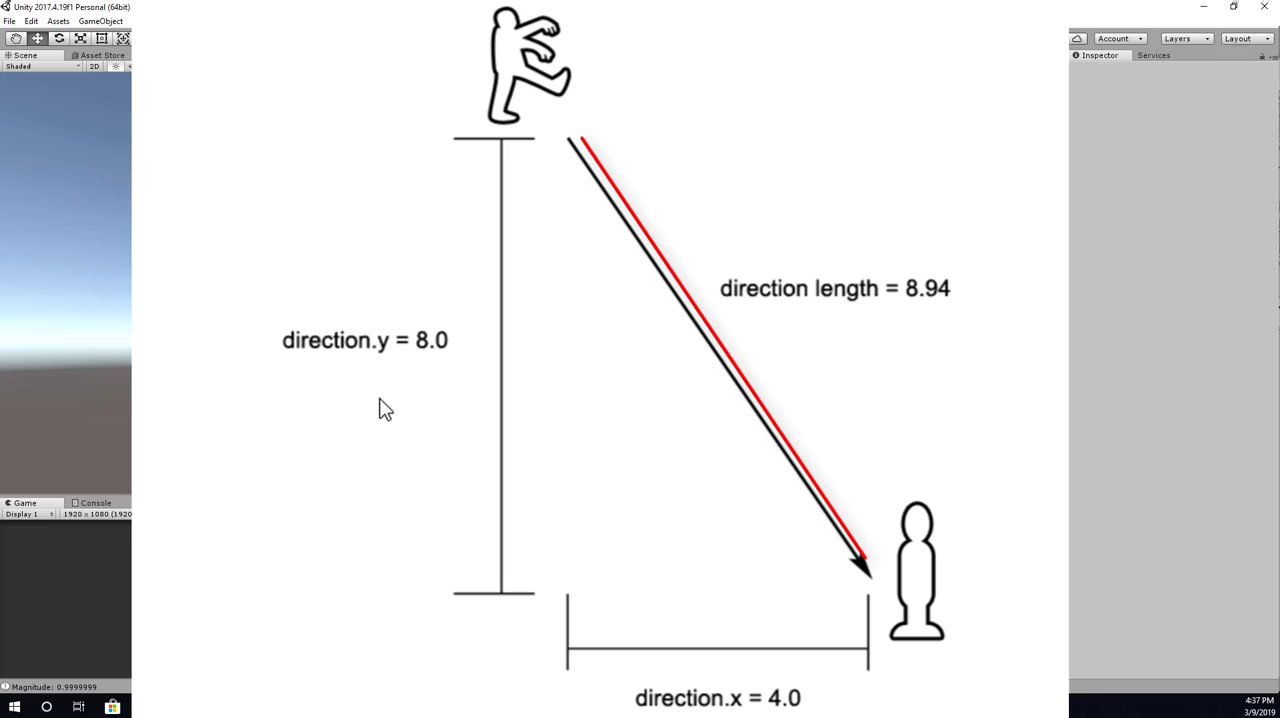 Unity 2017.4.19f1 Personal (64bit)
File Edit Assets GameObject
Account Layers Layout
Scene Asset Store
Inspector Services
Shaded 2D
direction length = 8.94
direction.y = 8.0
Game Console
Display 1 1920 x 1080 (1920
direction.x = 4.0
Magnitude: 0.9999999
4:37 PM
3/9/2019